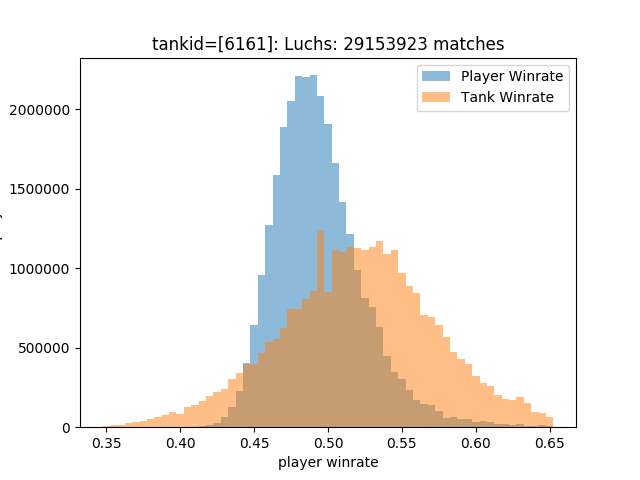 tankid=[6161]: Luchs: 29153923 matches
Player Winrate
Tank Winrate
2000000
1500000
1000000
500000
0
0.35 0.40 0.45 0.50 0.55 0.60 0.65
player winrate